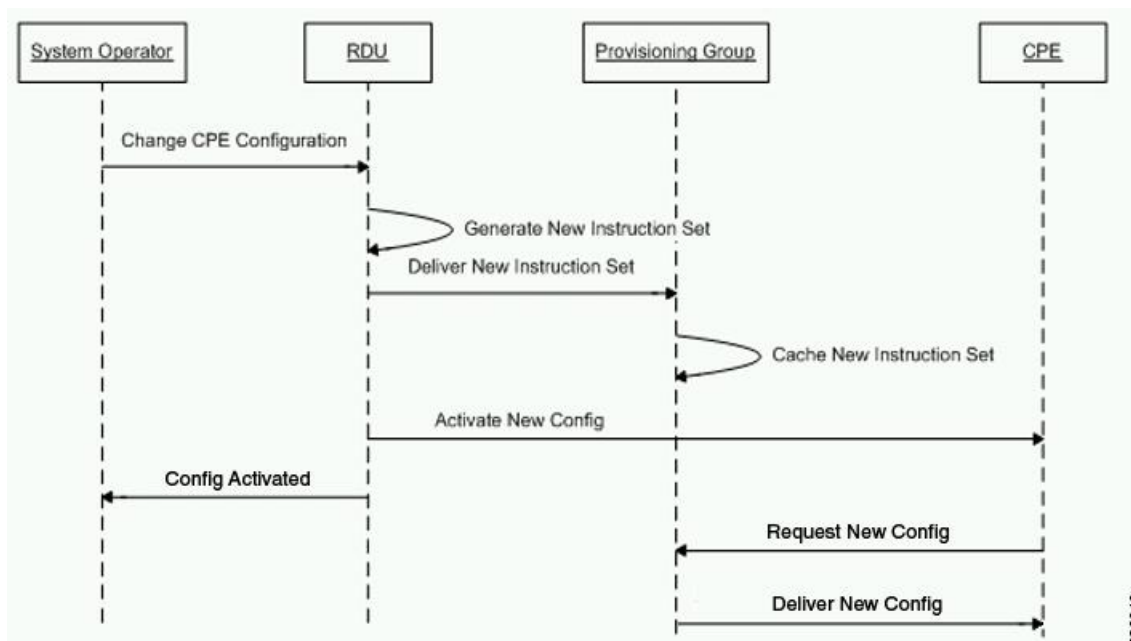 System Operator
RDU
Provisioning Group
CPE
Change CPE Configuration
Generate New Instruction Set
Deliver New Instruction Set
Cache New Instruction Set
Activate New Config
Config Activated
Request New Config
Deliver New Config